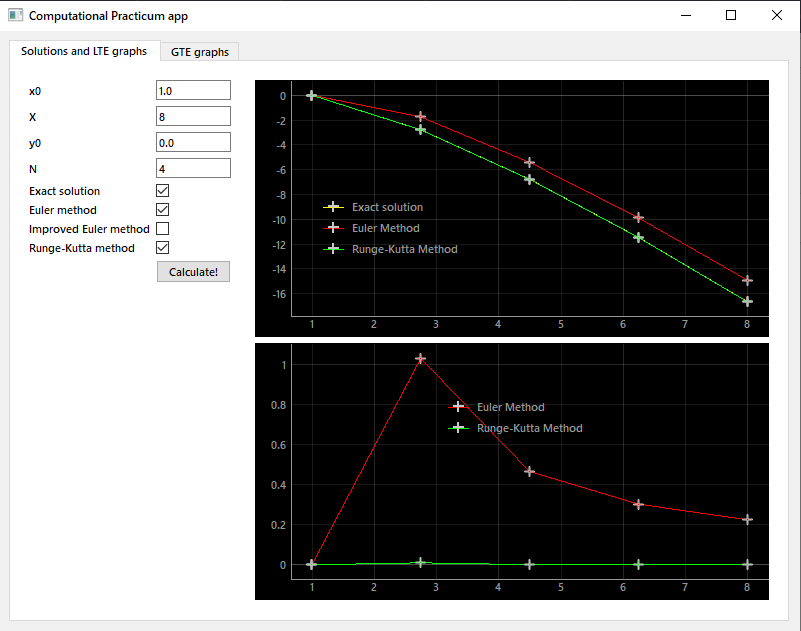 Computational Practicum app
Solutions and LTE graphs
GTE graphs
x0
1.0
X
8
y0
0.0
N
4
Exact solution
Euler method
Improved Euler method
Runge-Kutta method
Calculate!
0
-2
-4
-6
-8
-10
-12
-14
-16
Exact solution
Euler Method
Runge-Kutta Method
1 2 3 4 5 6 7 8
1
0.8
0.6
0.4
0.2
0
Euler Method
Runge-Kutta Method
1 2 3 4 5 6 7 8